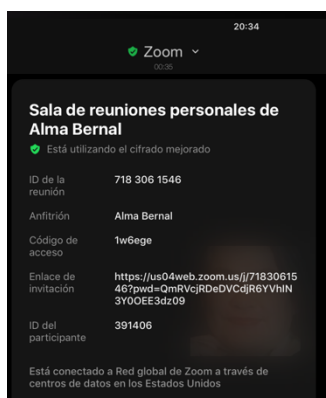 20:34
Zoom
00:35
Sala de reuniones personales de
Alma Bernal
Está utilizando el cifrado mejorado
ID de la
reunión
718 306 1546
Anfitrión
Alma Bernal
Código de
acceso
1w6ege
Enlace de
invitación
https://us04web.zoom.us/j/71830615
46?pwd=QmRVcjRDeDVCdjR6YVhIN
3Y0OEE3dz09
ID del
participante
391406
Está conectado a Red global de Zoom a través de
centros de datos en los Estados Unidos